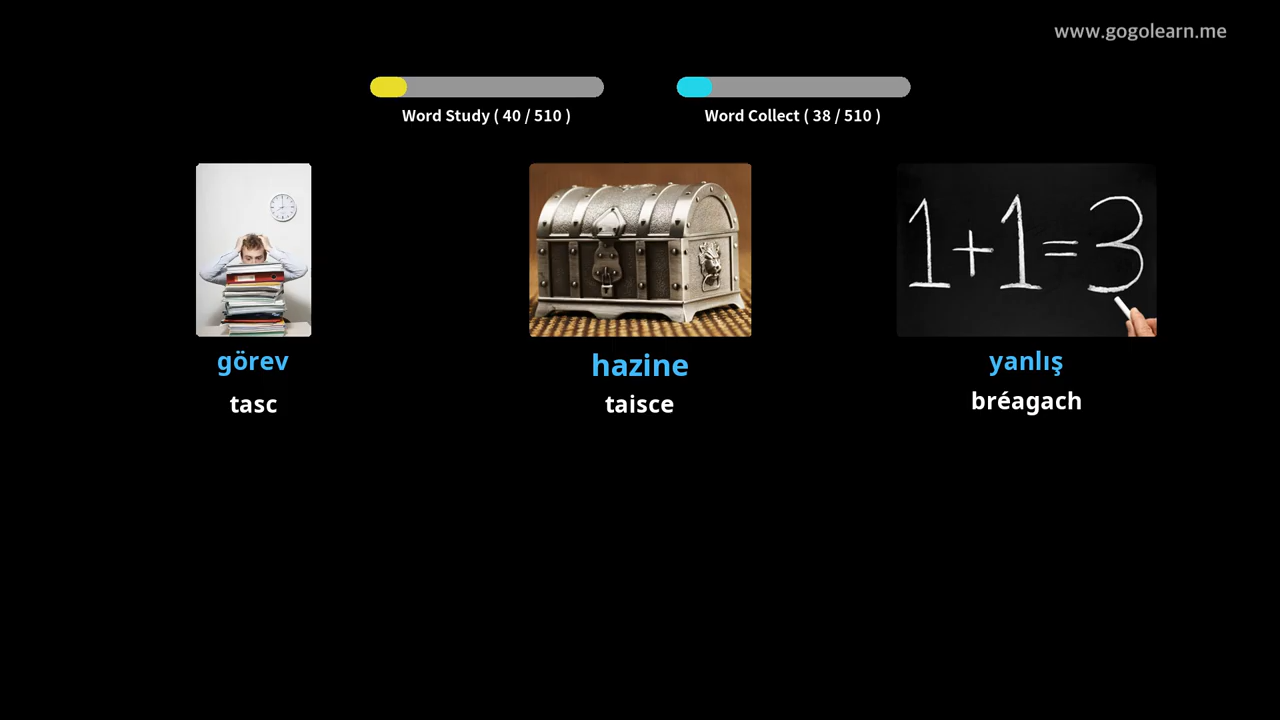 www.gogolearn.me
Word Study ( 40 / 510 )
Word Collect ( 38 / 510 )
1+1=3
görev
hazine
yanlış
tasc
taisce
bréagach